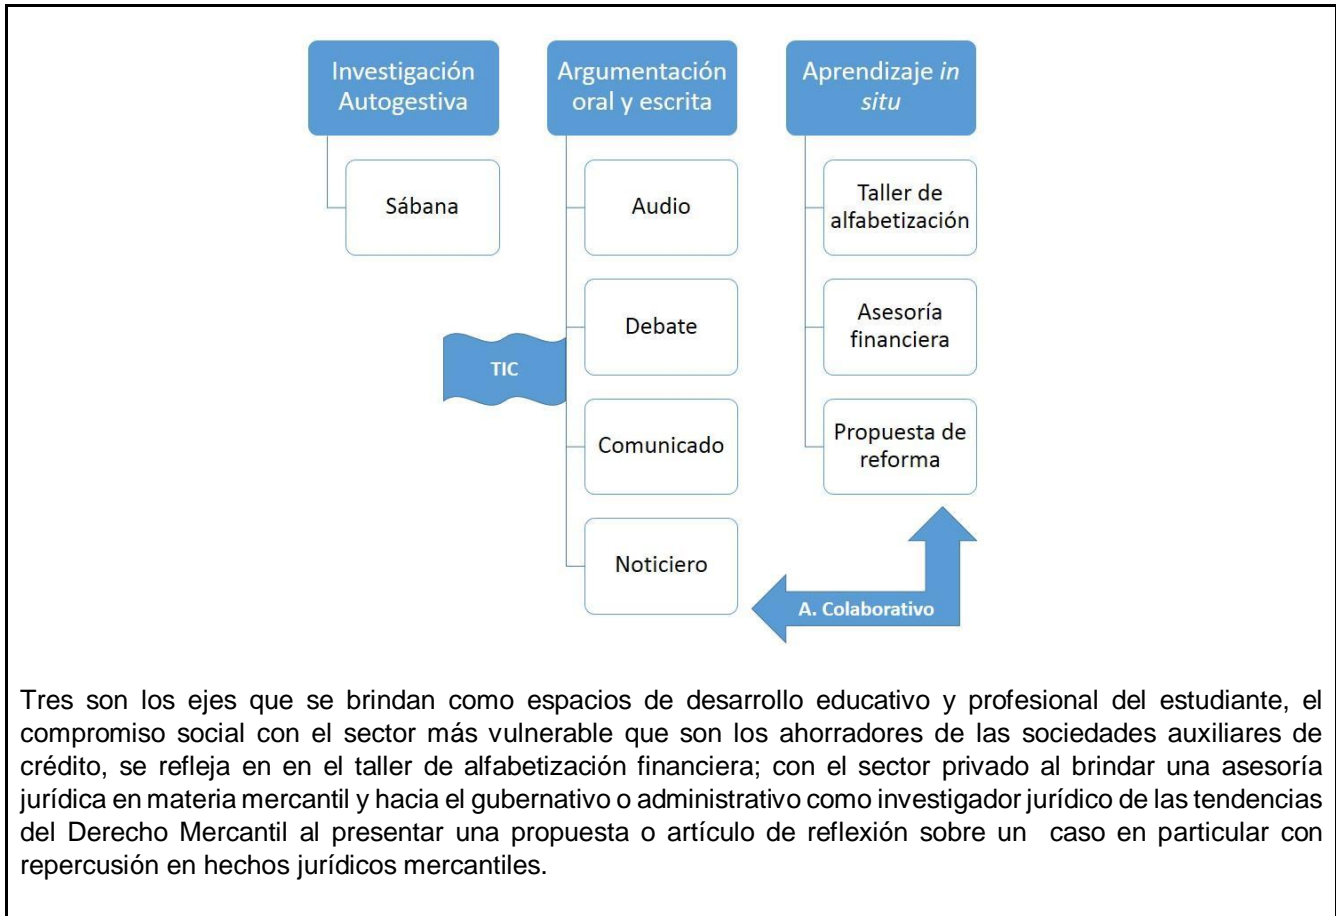 Investigación
Autogestiva
Sábana
Argumentación
oral y escrita
Audio
Debate
TIC
Comunicado
Noticiero
Aprendizaje in
situ
Taller de
alfabetización
Asesoría
financiera
Propuesta de
reforma
A. Colaborativo
Tres son los ejes que se brindan como espacios de desarrollo educativo y profesional del estudiante, el
compromiso social con el sector más vulnerable que son los ahorradores de las sociedades auxiliares de
crédito, se refleja en en el taller de alfabetización financiera; con el sector privado al brindar una asesoría
jurídica en materia mercantil y hacia el gubernativo o administrativo como investigador jurídico de las tendencias
del Derecho Mercantil al presentar una propuesta o artículo de reflexión sobre un caso en particular con
repercusión en hechos jurídicos mercantiles.